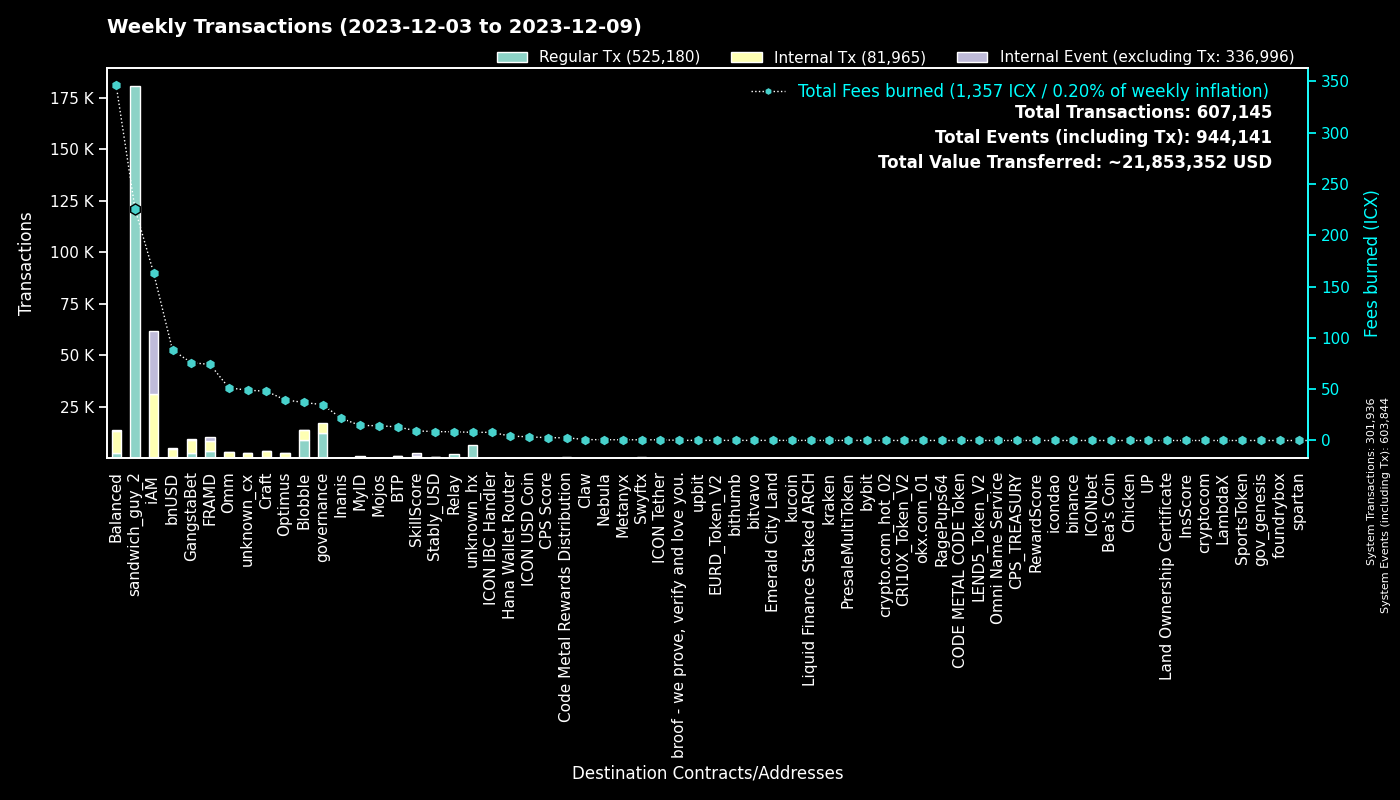 Weekly Transactions (2023-12-03 to 2023-12-09)
Regular Tx (525,180)
Internal Tx (81,965)
Internal Event (excluding Tx: 336,996)
Total Fees burned (1,357 ICX / 0.20% of weekly inflation)
Total Transactions: 607,145
Total Events (including Tx): 944,141
Total Value Transferred: ~21,853,352 USD
Transactions
175 K
150 K
125 K
100 K
75 K
50 K
25 K
350
300
250
200
150
100
50
0
Fees burned (ICX)
System Transactions: 301,936
System Events (including Tx): 603,844
Balanced
sandwich_guy_2
iAM
bnUSD
GangstaBet
FRAMD
Omm
unknown_cx
Craft
Optimus
Blobble
governance
Inanis
MyID
Mojos
BTP
SkillScore
Stably_USD
Relay
unknown_hx
ICON IBC Handler
Hana Wallet Router
ICON USD Coin
CPS Score
Code Metal Rewards Distribution
Claw
Nebula
Metanyx
Swyftx
ICON Tether
broof - we prove, verify and love you.
upbit
EURD_Token_V2
bithumb
bitvavo
Emerald City Land
kucoin
Liquid Finance Staked ARCH
kraken
PresaleMultiToken
bybit
crypto.com_hot_02
CRI10X_Token_V2
okx.com_01
RagePups64
CODE METAL CODE Token
LEND5_Token_V2
Omni Name Service
CPS_TREASURY
RewardScore
icondao
binance
ICONbet
Bea's Coin
Chicken
UP
Land Ownership Certificate
InsScore
cryptocom
LambdaX
SportsToken
gov_genesis
foundrybox
spartan
Destination Contracts/Addresses